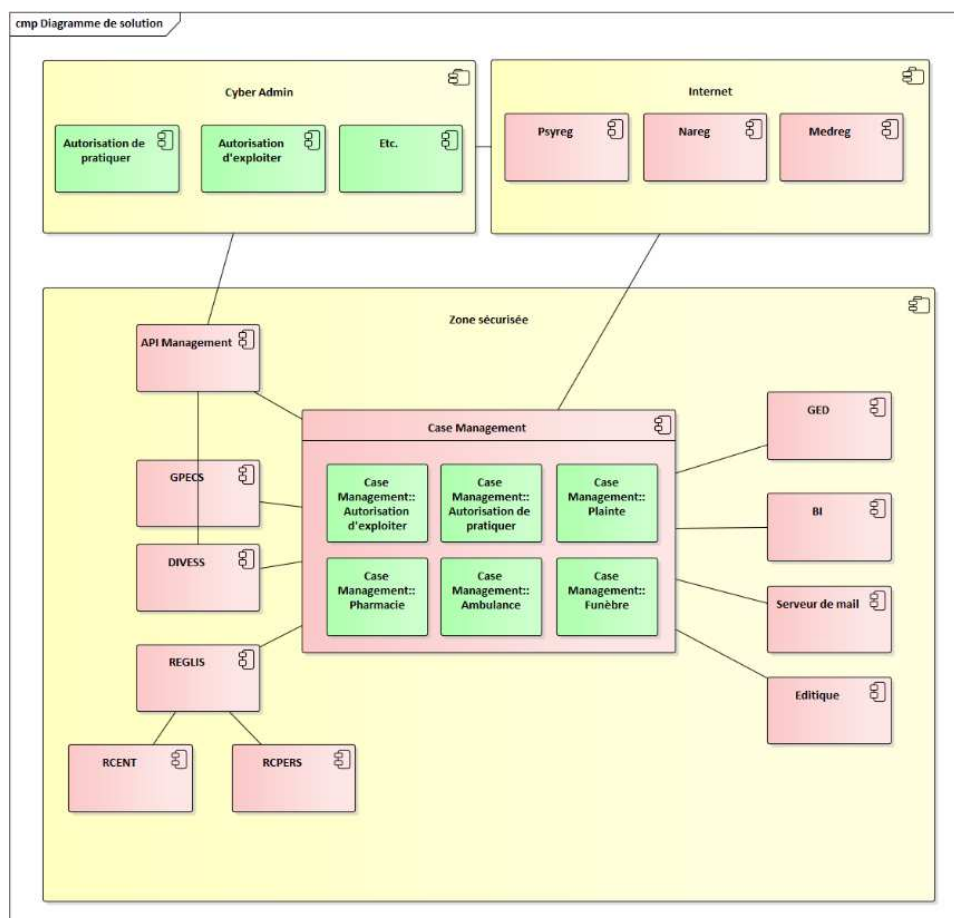 cmp Diagramme de solution
Cyber Admin
Autorisation de
pratiquer
Autorisation
d'exploiter
Etc.
Internet
Psyreg
Nareg
Medreg
Zone sécurisée
API Management
GPECS
DIVESS
REGLIS
RCENT
RCPERS
Case Management
Case
Management::
Autorisation
d'exploiter
Case
Management::
Autorisation de
pratiquer
Case
Management::
Plainte
Case
Management::
Pharmacie
Case
Management::
Ambulance
Case
Management::
Funèbre
GED
BI
Serveur de mail
Editique